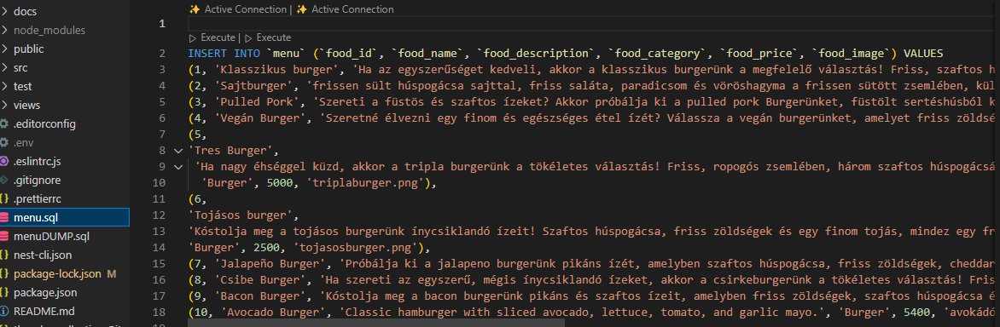 docs
node_modules
public
src
test
views
.editorconfig
.env
.eslintrc.js
.gitignore
.prettierrc
menu.sql
menuDUMP.sql
nest-cli.json
package-lock.json M
package.json
README.md
Active Connection | Active Connection
1
Execute | Execute
2 INSERT INTO `menu` (`food_id`, `food_name`, `food_description`, `food_category`, `food_price`, `food_image`) VALUES
3 (1, 'Klasszikus burger', 'Ha az egyszerűséget kedveli, akkor a klasszikus burgerünk a megfelelő választás! Friss, szaftos h
4 (2, 'Sajtburger', 'frissen sült húspogácsa sajttal, friss saláta, paradicsom és vöröshagyma a frissen sütött zsemlében, kül
5 (3, 'Pulled Pork', 'Szereti a füstös és szaftos ízeket? Akkor próbálja ki a pulled pork Burgerünket, füstölt sertéshúsból k
6 (4, 'Vegán Burger', 'Szeretné élvezni egy finom és egészséges étel ízét? Válassza a vegán burgerünket, amelyet friss zöldsé
7 (5,
8 'Tres Burger',
9 'Ha nagy éhséggel küzd, akkor a tripla burgerünk a tökéletes választás! Friss, ropogós zsemlében, három szaftos húspogácsá
10 'Burger', 5000, 'triplaburger.png'),
11 (6,
12 'Tojásos burger',
13 'Kóstolja meg a tojásos burgerünk ínycsiklandó ízeit! Szaftos húspogácsa, friss zöldségek és egy finom tojás, mindez egy fr
14 'Burger', 2500, 'tojasosburger.png'),
15 (7, 'Jalapeño Burger', 'Próbálja ki a jalapeno burgerünk pikáns ízét, amelyben szaftos húspogácsa, friss zöldségek, cheddar
16 (8, 'Csibe Burger', 'Ha szereti az egyszerű, mégis ínycsiklandó ízeket, akkor a csirkeburgerünk a tökéletes választás! Fris
17 (9, 'Bacon Burger', 'Kóstolja meg a bacon burgerünk pikáns és szaftos ízeit, amelyben friss zöldségek, szaftos húspogácsa é
18 (10, 'Avocado Burger', 'Classic hamburger with sliced avocado, lettuce, tomato, and garlic mayo.', 'Burger', 5400, 'avokádó